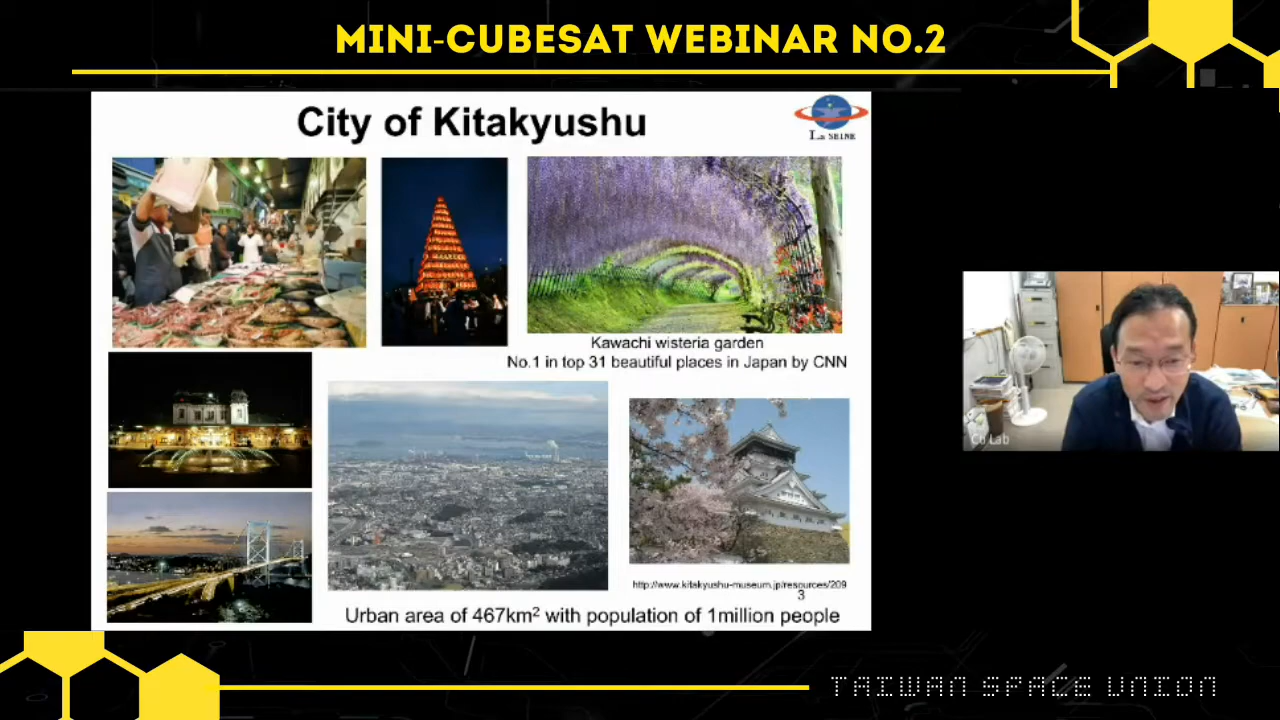 MINI-CUBESAT WEBINAR NO.2
City of Kitakyushu
La SEINE
Kawachi wisteria garden
No.1 in top 31 beautiful places in Japan by CNN
Co Lab
http://www.kitakyushu-museum.jp/resources/209
3
Urban area of 467km² with population of 1million people
TAIWAN SPACE UNION